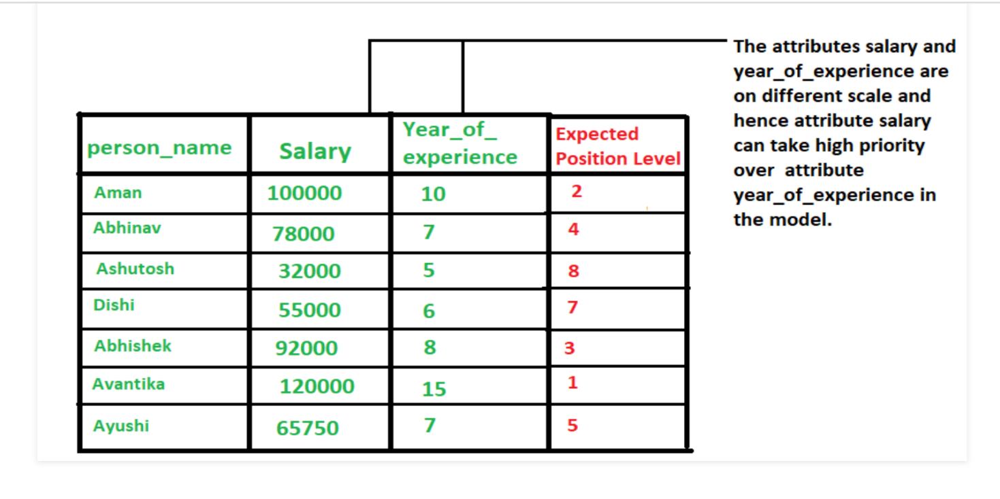 The attributes salary and
year_of_experience are
on different scale and
hence attribute salary
can take high priority
over attribute
year_of_experience in
the model.
person_name Salary Year_of_ experience Expected Position Level
Aman 100000 10 2
Abhinav 78000 7 4
Ashutosh 32000 5 8
Dishi 55000 6 7
Abhishek 92000 8 3
Avantika 120000 15 1
Ayushi 65750 7 5